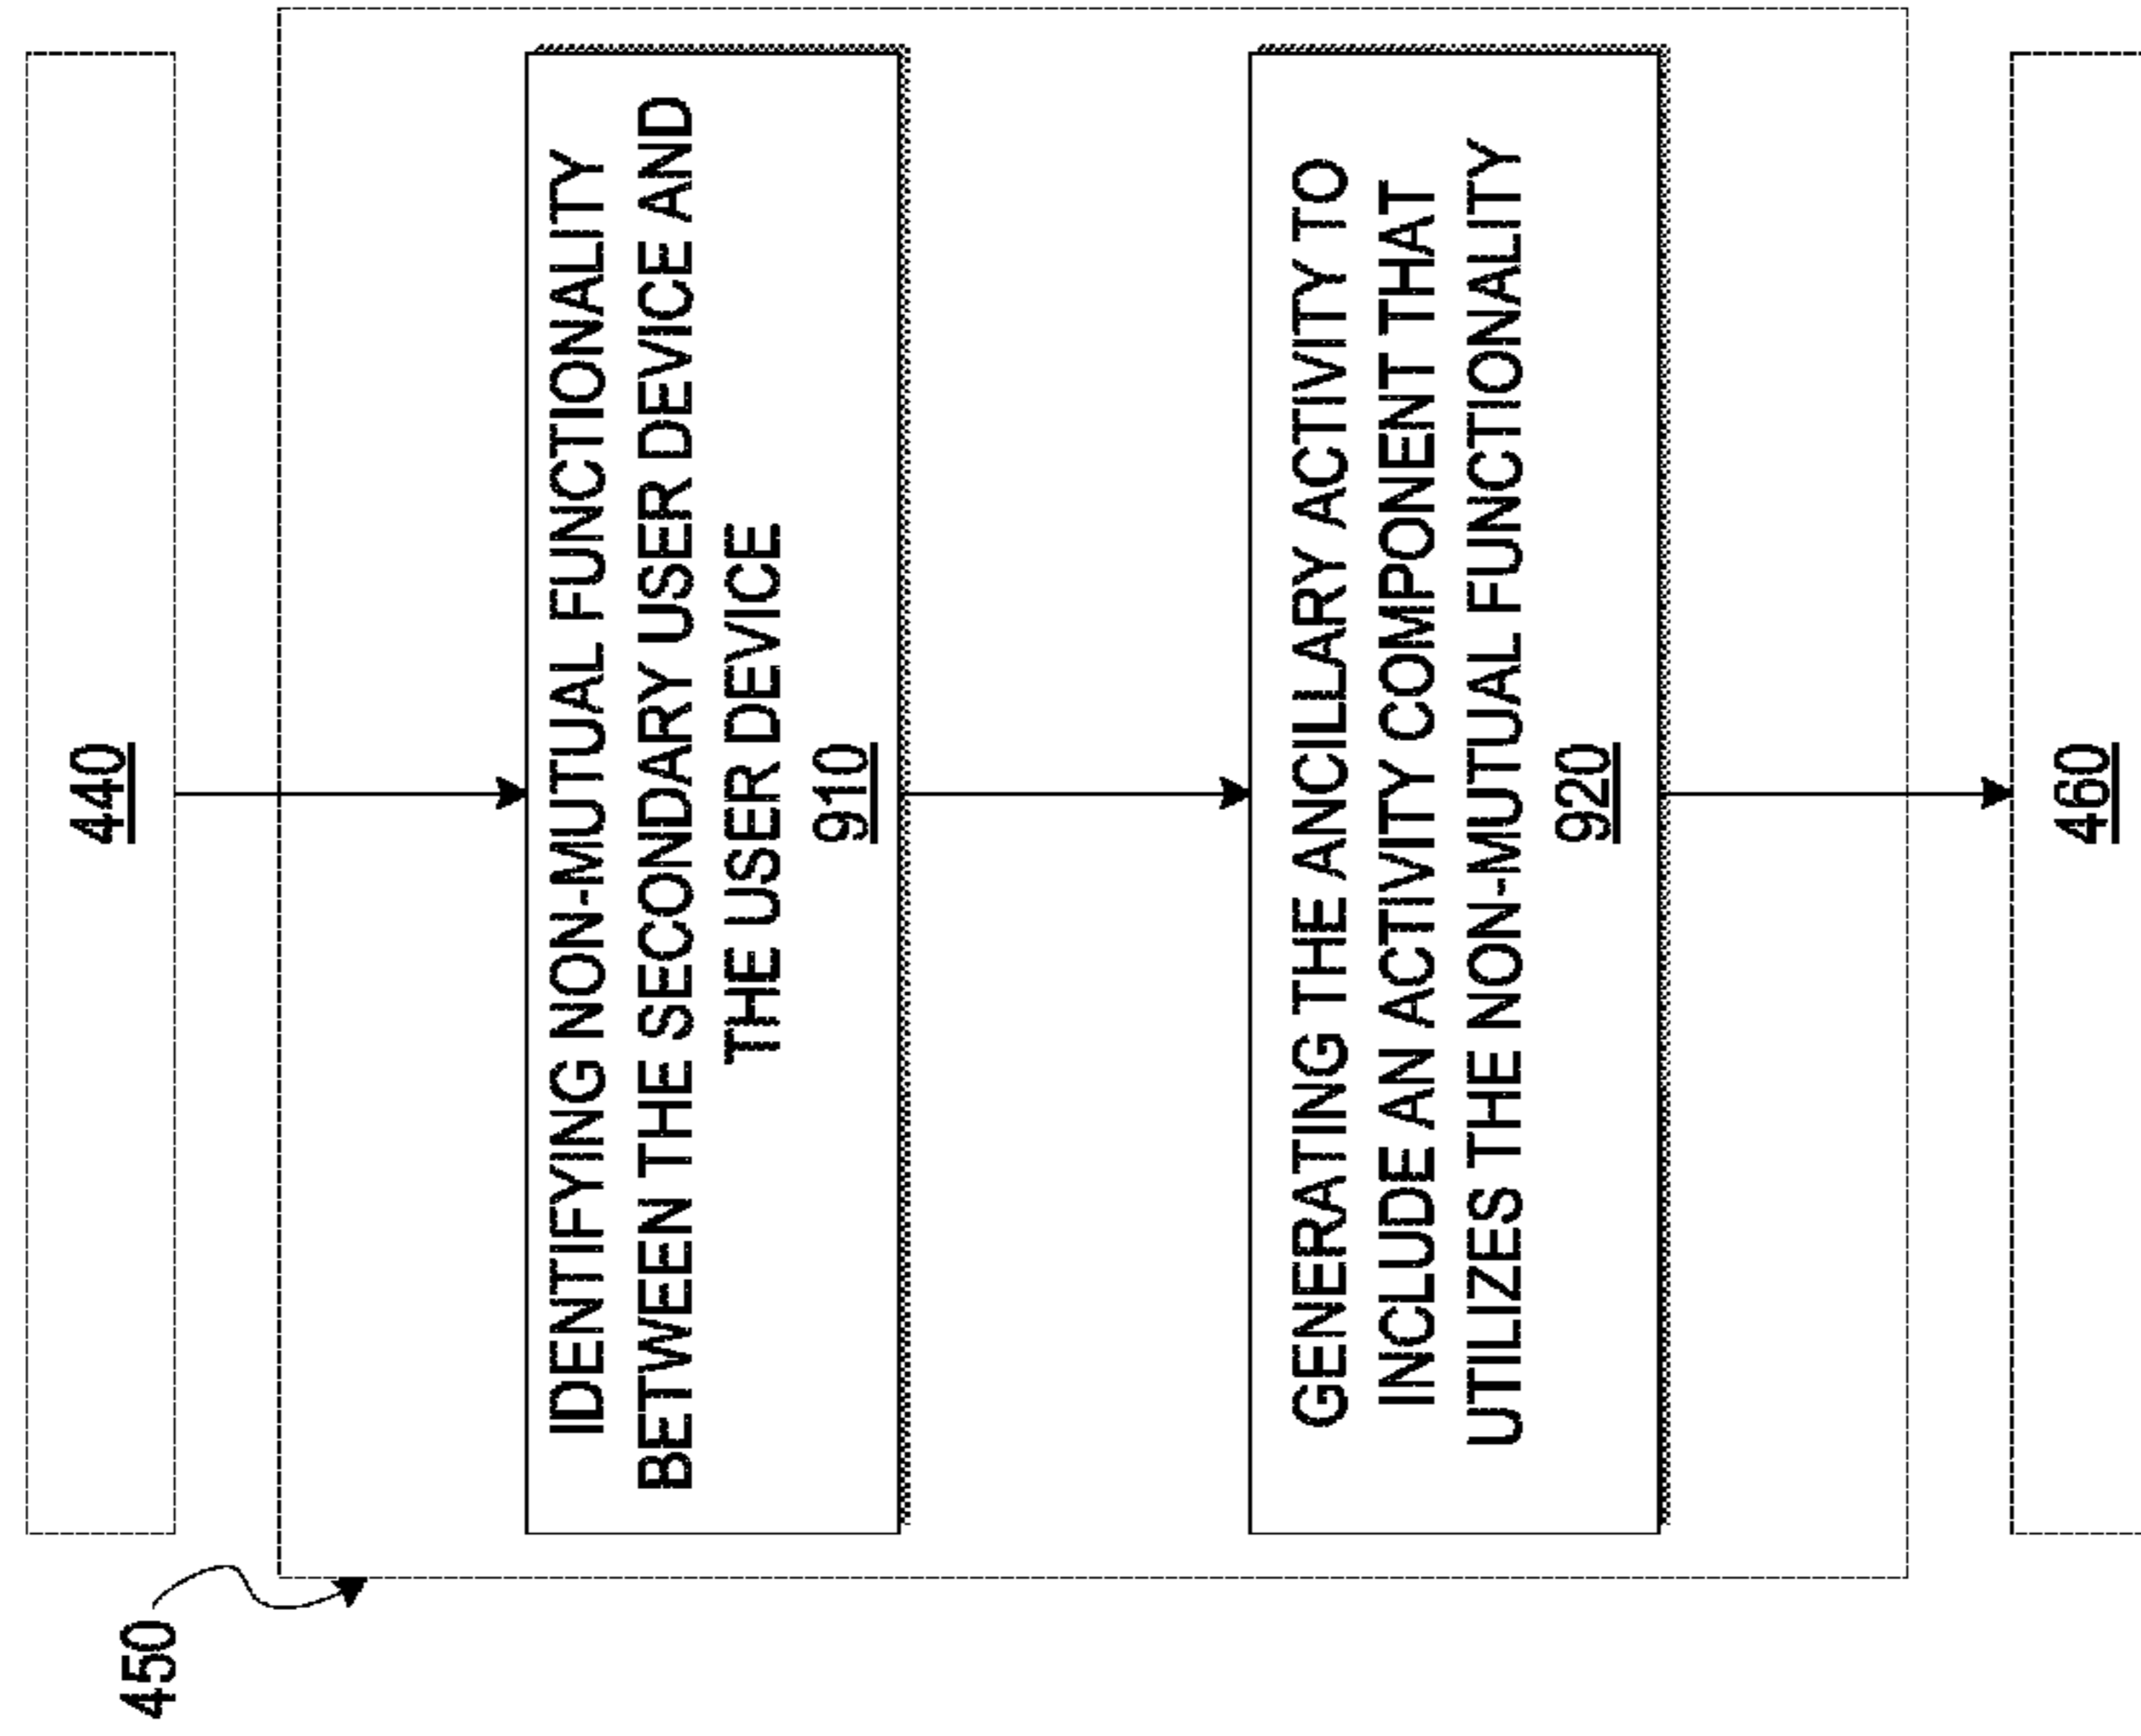 450
440
IDENTIFYING NON-MUTUAL FUNCTIONALITY
BETWEEN THE SECONDARY USER DEVICE AND
THE USER DEVICE
910
GENERATING THE ANCILLARY ACTIVITY TO
INCLUDE AN ACTIVITY COMPONENT THAT
UTILIZES THE NON-MUTUAL FUNCTIONALITY
920
460